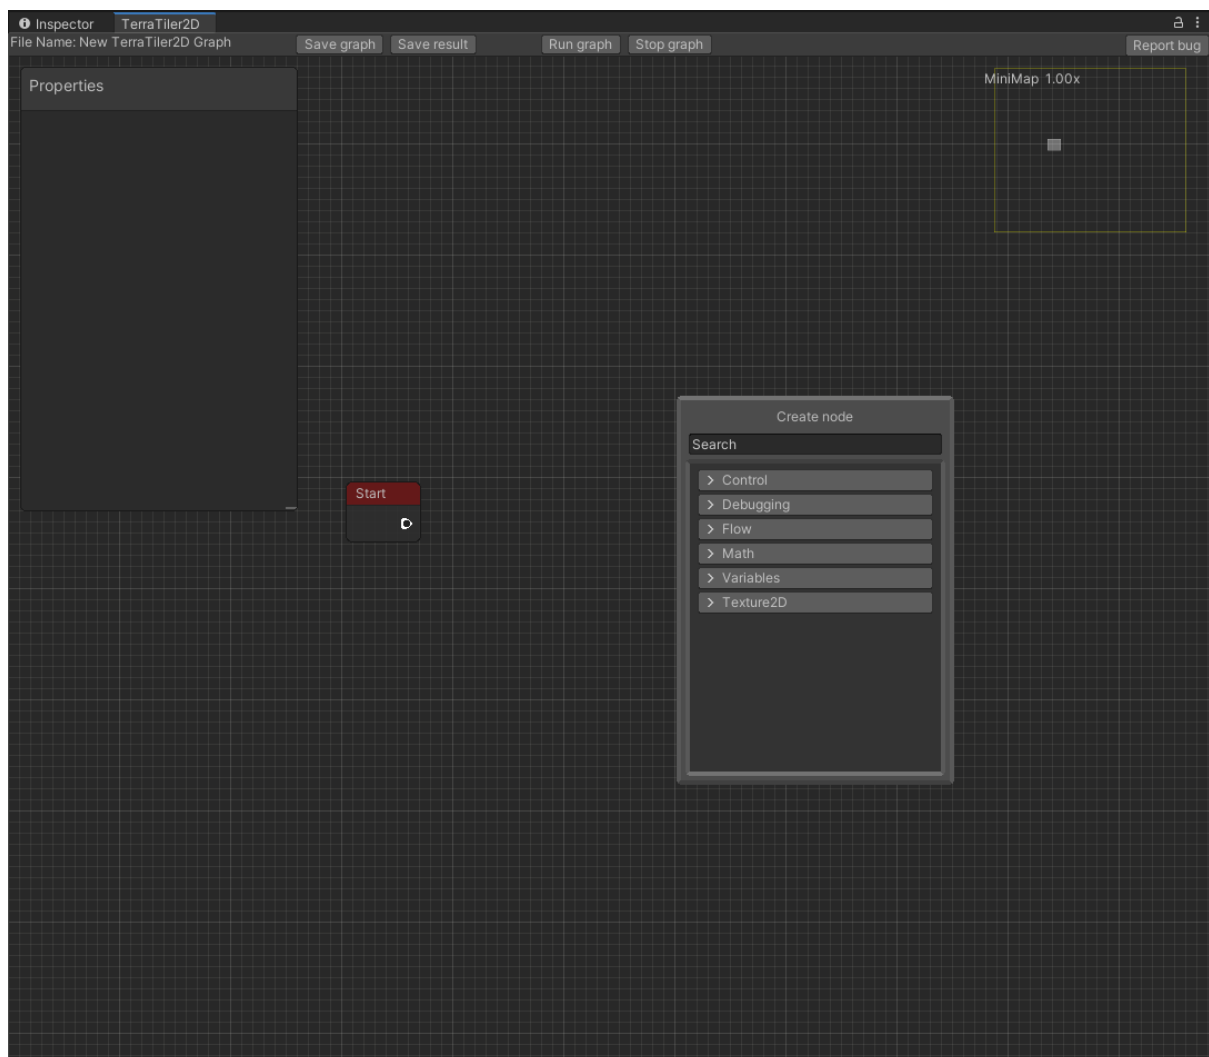 Inspector TerraTiler2D
File Name: New TerraTiler2D Graph Save graph Save result Run graph Stop graph Report bug
Properties
MiniMap 1.00x
Create node
Search
Control
Debugging
Flow
Math
Variables
Texture2D
Start